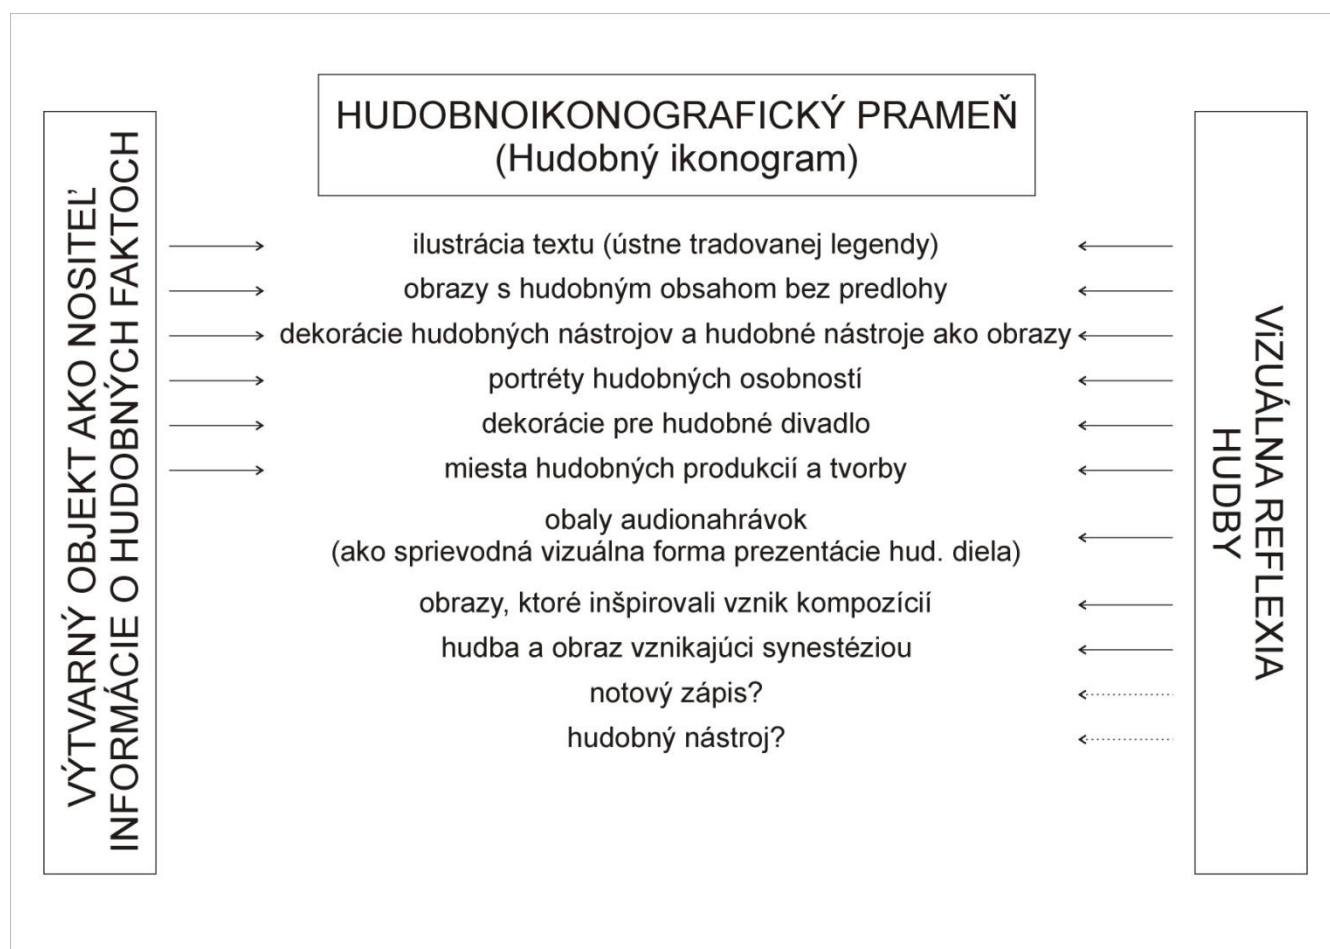 HUDOBNOIKONOGRAFICKÝ PRAMEŇ
(Hudobný ikonogram)
VÝTVARNÝ OBJEKT AKO NOSITEĽ
INFORMÁCIE O HUDOBNÝCH FAKTOCH
ilustrácia textu (ústne tradovanej legendy)
obrazy s hudobným obsahom bez predlohy
dekorácie hudobných nástrojov a hudobné nástroje ako obrazy
portréty hudobných osobností
dekorácie pre hudobné divadlo
miesta hudobných produkcií a tvorby
obaly audionahrávok
(ako sprievodná vizuálna forma prezentácie hud. diela)
obrazy, ktoré inšpirovali vznik kompozícií
hudba a obraz vznikajúci synestéziou
notový zápis?
hudobný nástroj?
ViZUÁLNA REFLEXIA
HUDBY